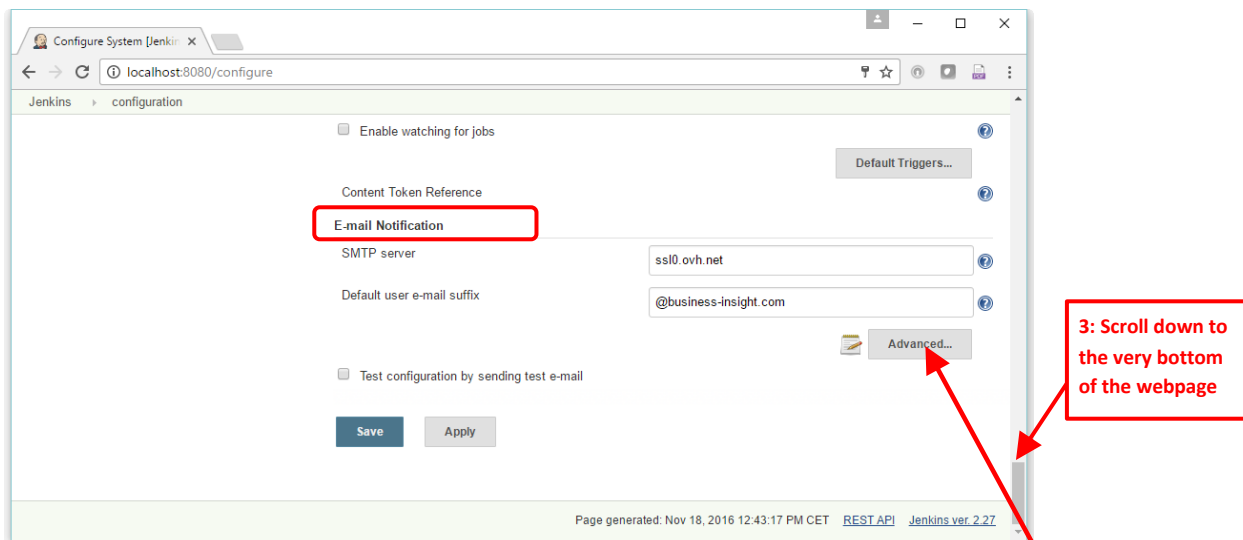 Configure System [Jenkin
localhost:8080/configure
Jenkins configuration
Enable watching for jobs
Default Triggers...
Content Token Reference
E-mail Notification
SMTP server
ssl0.ovh.net
Default user e-mail suffix
@business-insight.com
Advanced...
3: Scroll down to
the very bottom
of the webpage
Test configuration by sending test e-mail
Save Apply
Page generated: Nov 18, 2016 12:43:17 PM CET REST API Jenkins ver. 2.27